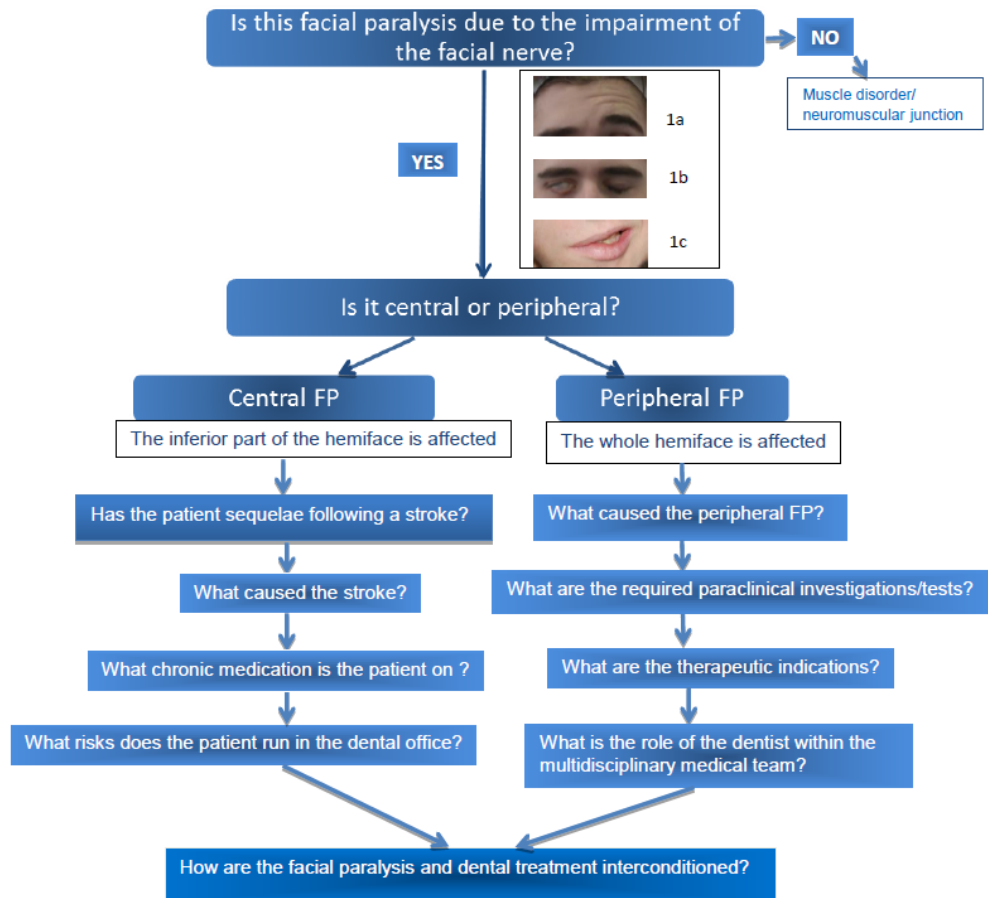 Is this facial paralysis due to the impairment of
the facial nerve?
NO
Muscle disorder/
neuromuscular junction
YES
1a
1b
1c
Is it central or peripheral?
Central FP
The inferior part of the hemiface is affected
Has the patient sequelae following a stroke?
What caused the stroke?
What chronic medication is the patient on ?
What risks does the patient run in the dental office?
Peripheral FP
The whole hemiface is affected
What caused the peripheral FP?
What are the required paraclinical investigations/tests?
What are the therapeutic indications?
What is the role of the dentist within the
multidisciplinary medical team?
How are the facial paralysis and dental treatment interconditioned?